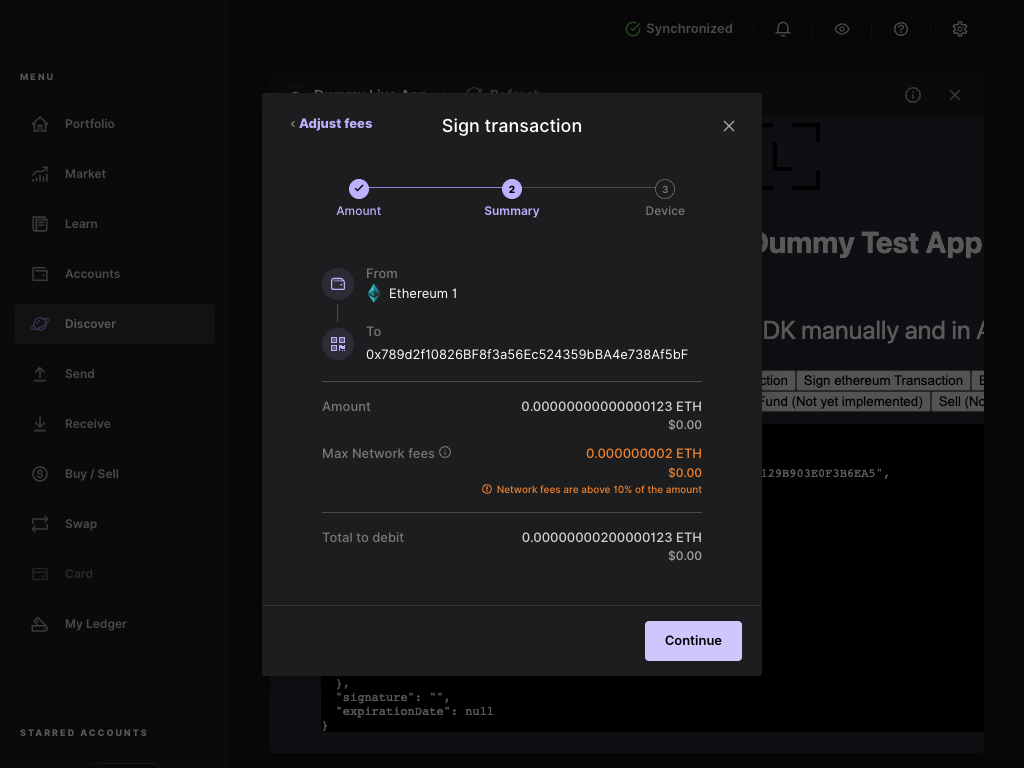 Synchronized
MENU
Portfolio
Market
Learn
Accounts
Discover
Send
Receive
Buy / Sell
Swap
Card
My Ledger
STARRED ACCOUNTS
Dummy Live App
Refresh
‹ Adjust fees
Sign transaction
Amount
2
Summary
3
Device
From
Ethereum 1
To
0x789d2f10826BF8f3a56Ec524359bBA4e738Af5bF
Amount
0.00000000000000123 ETH
$0.00
Max Network fees
0.000000002 ETH
$0.00
Network fees are above 10% of the amount
Total to debit
0.00000000200000123 ETH
$0.00
Continue
Dummy Test App
DK manually and in A
ction Sign ethereum Transaction
Fund (Not yet implemented) Sell (No
129B903E0F3B6EA5",
},
"signature": "",
"expirationDate": null
}